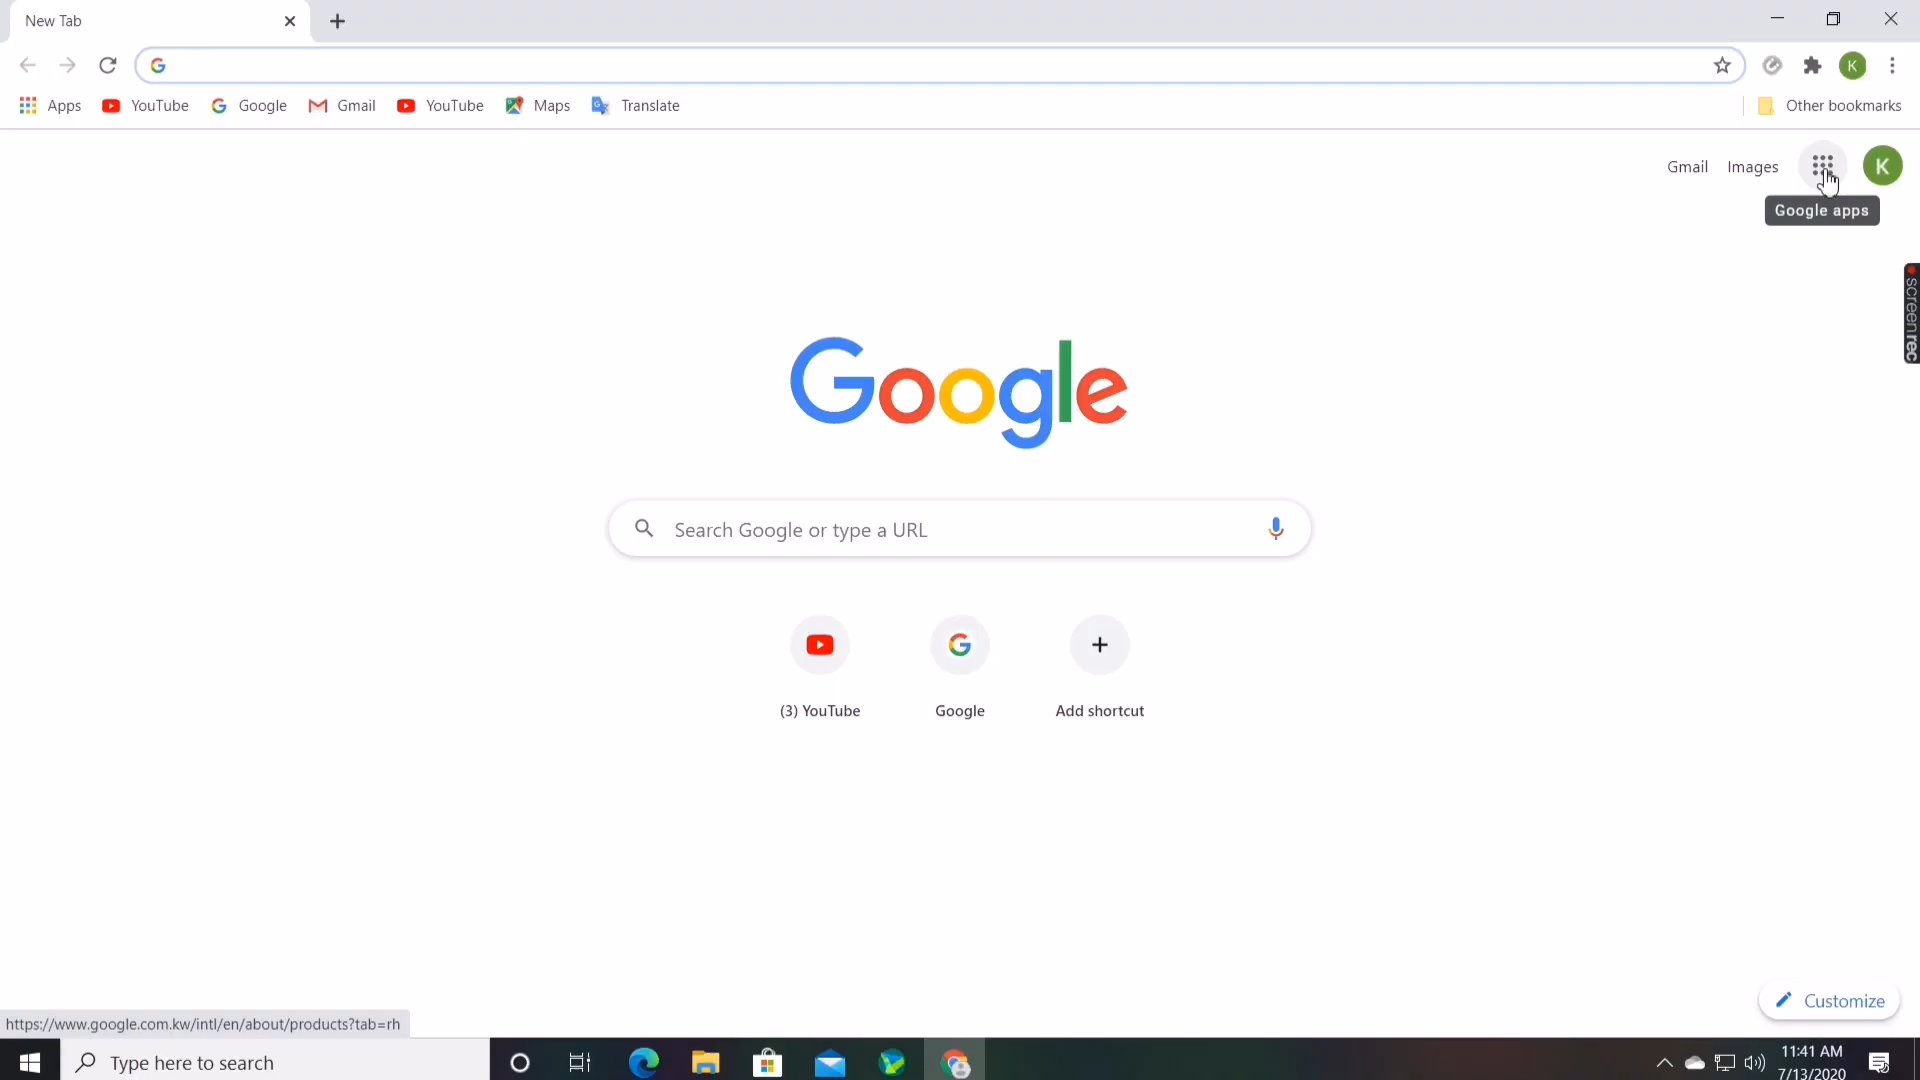 New Tab
Apps YouTube Google Gmail YouTube Maps Translate Other bookmarks
Gmail Images K
Google apps
screenrec
Google
Search Google or type a URL
(3) YouTube Google Add shortcut
Customize
https://www.google.com.kw/intl/en/about/products?tab=rh
Type here to search
11:41 AM
7/13/2020